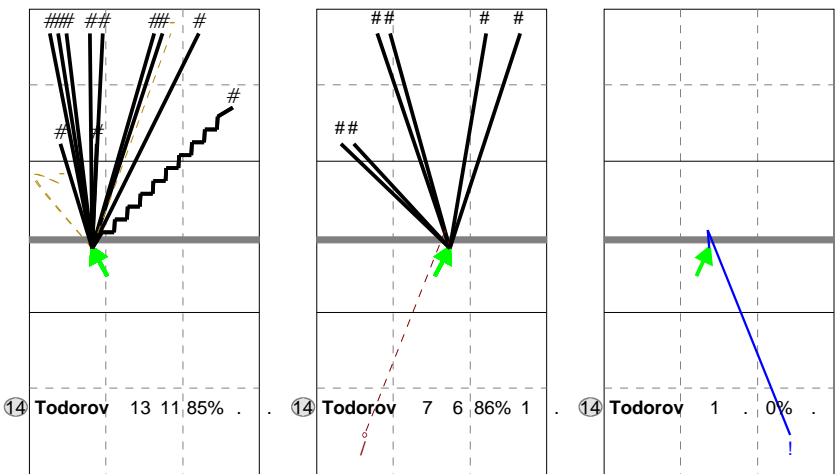 ### ## ## # ## # #
#
# # ##
14 Todorov 13 11 85% . . 14 Todorov 7 6 86% 1 . 14 Todorov 1 . 0% .
!